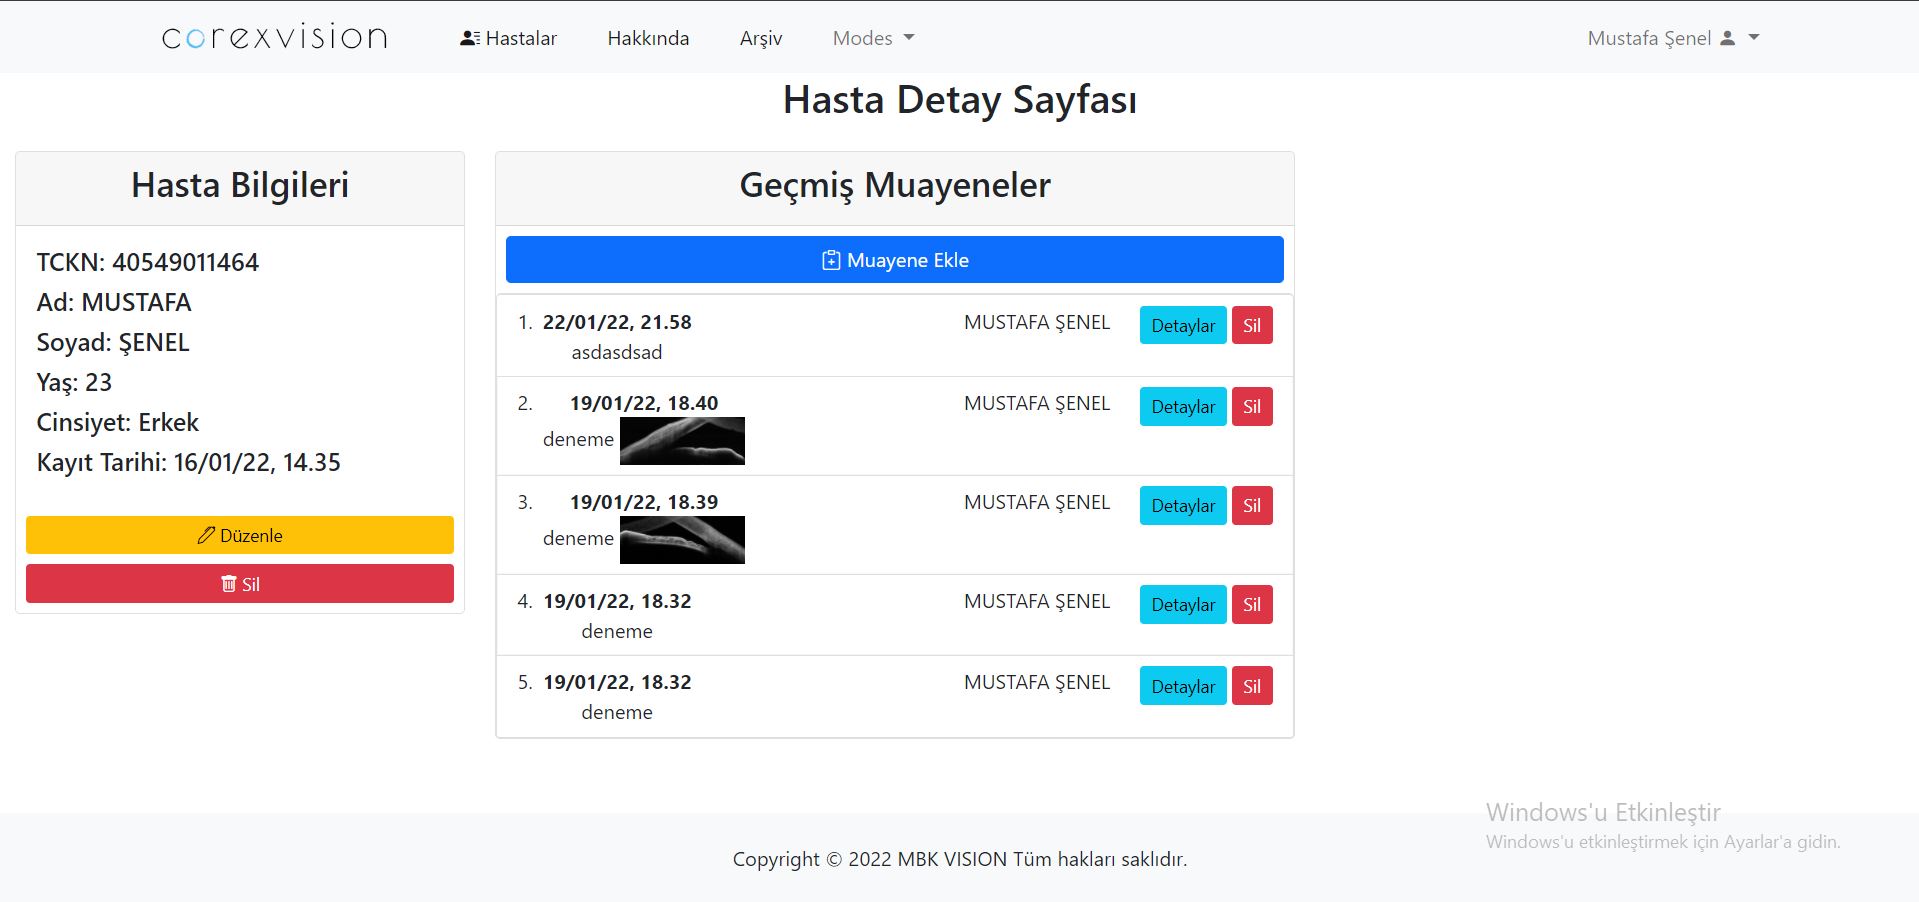 corexvision Hastalar Hakkında Arşiv Modes Mustafa Şenel
Hasta Detay Sayfası
Hasta Bilgileri
TCKN: 40549011464
Ad: MUSTAFA
Soyad: ŞENEL
Yaş: 23
Cinsiyet: Erkek
Kayıt Tarihi: 16/01/22, 14.35
Düzenle
Sil
Geçmiş Muayeneler
Muayene Ekle
1. 22/01/22, 21.58 MUSTAFA ŞENEL Detaylar Sil
asdasdsad
2. 19/01/22, 18.40 MUSTAFA ŞENEL Detaylar Sil
deneme
3. 19/01/22, 18.39 MUSTAFA ŞENEL Detaylar Sil
deneme
4. 19/01/22, 18.32 MUSTAFA ŞENEL Detaylar Sil
deneme
5. 19/01/22, 18.32 MUSTAFA ŞENEL Detaylar Sil
deneme
Windows'u Etkinleştir
Windows'u etkinleştirmek için Ayarlar'a gidin.
Copyright © 2022 MBK VISION Tüm hakları saklıdır.